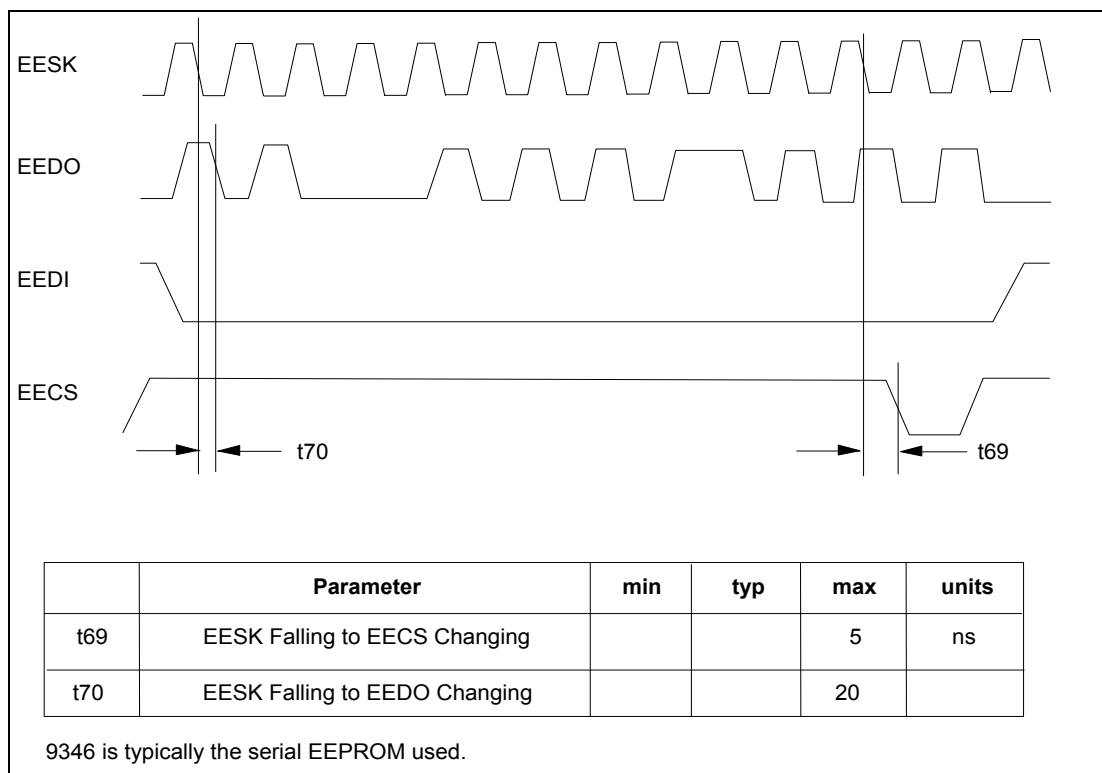 EESK
EEDO
EEDI
EECS
t70
t69
Parameter min typ max units
t69 EESK Falling to EECS Changing 5 ns
t70 EESK Falling to EEDO Changing 20
9346 is typically the serial EEPROM used.